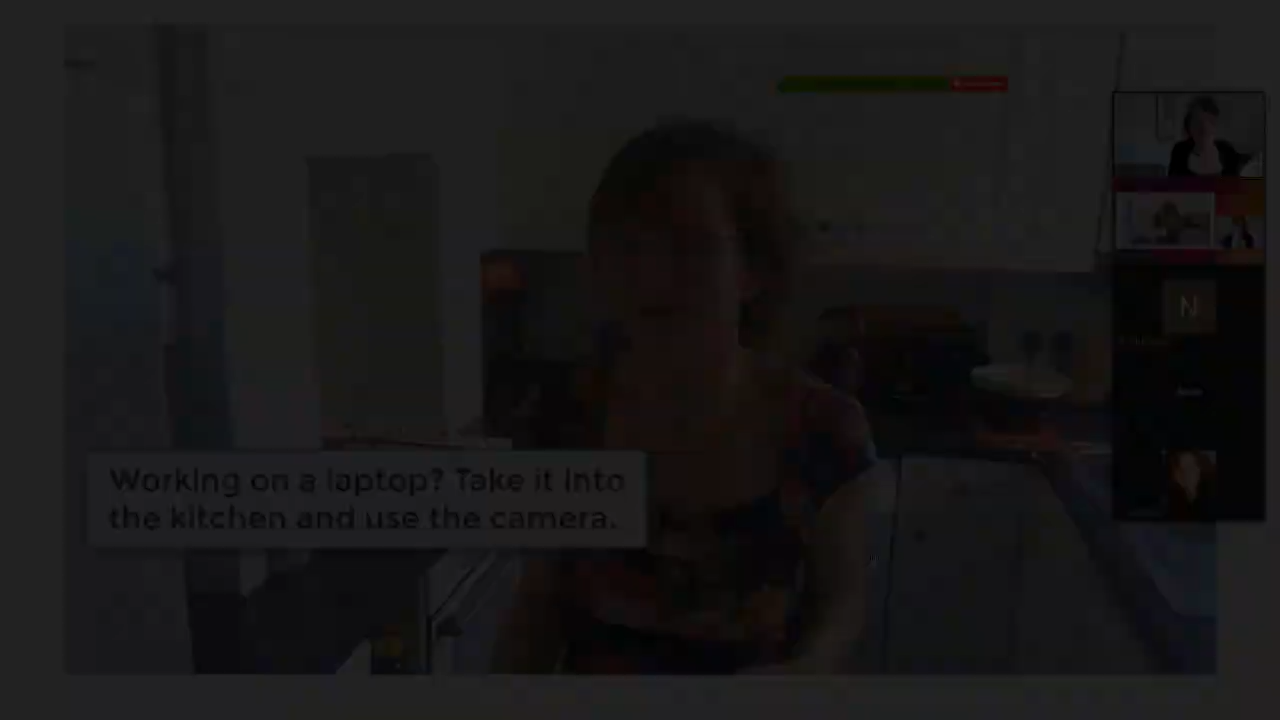 Working on a laptop? Take it into
the kitchen and use the camera.
N